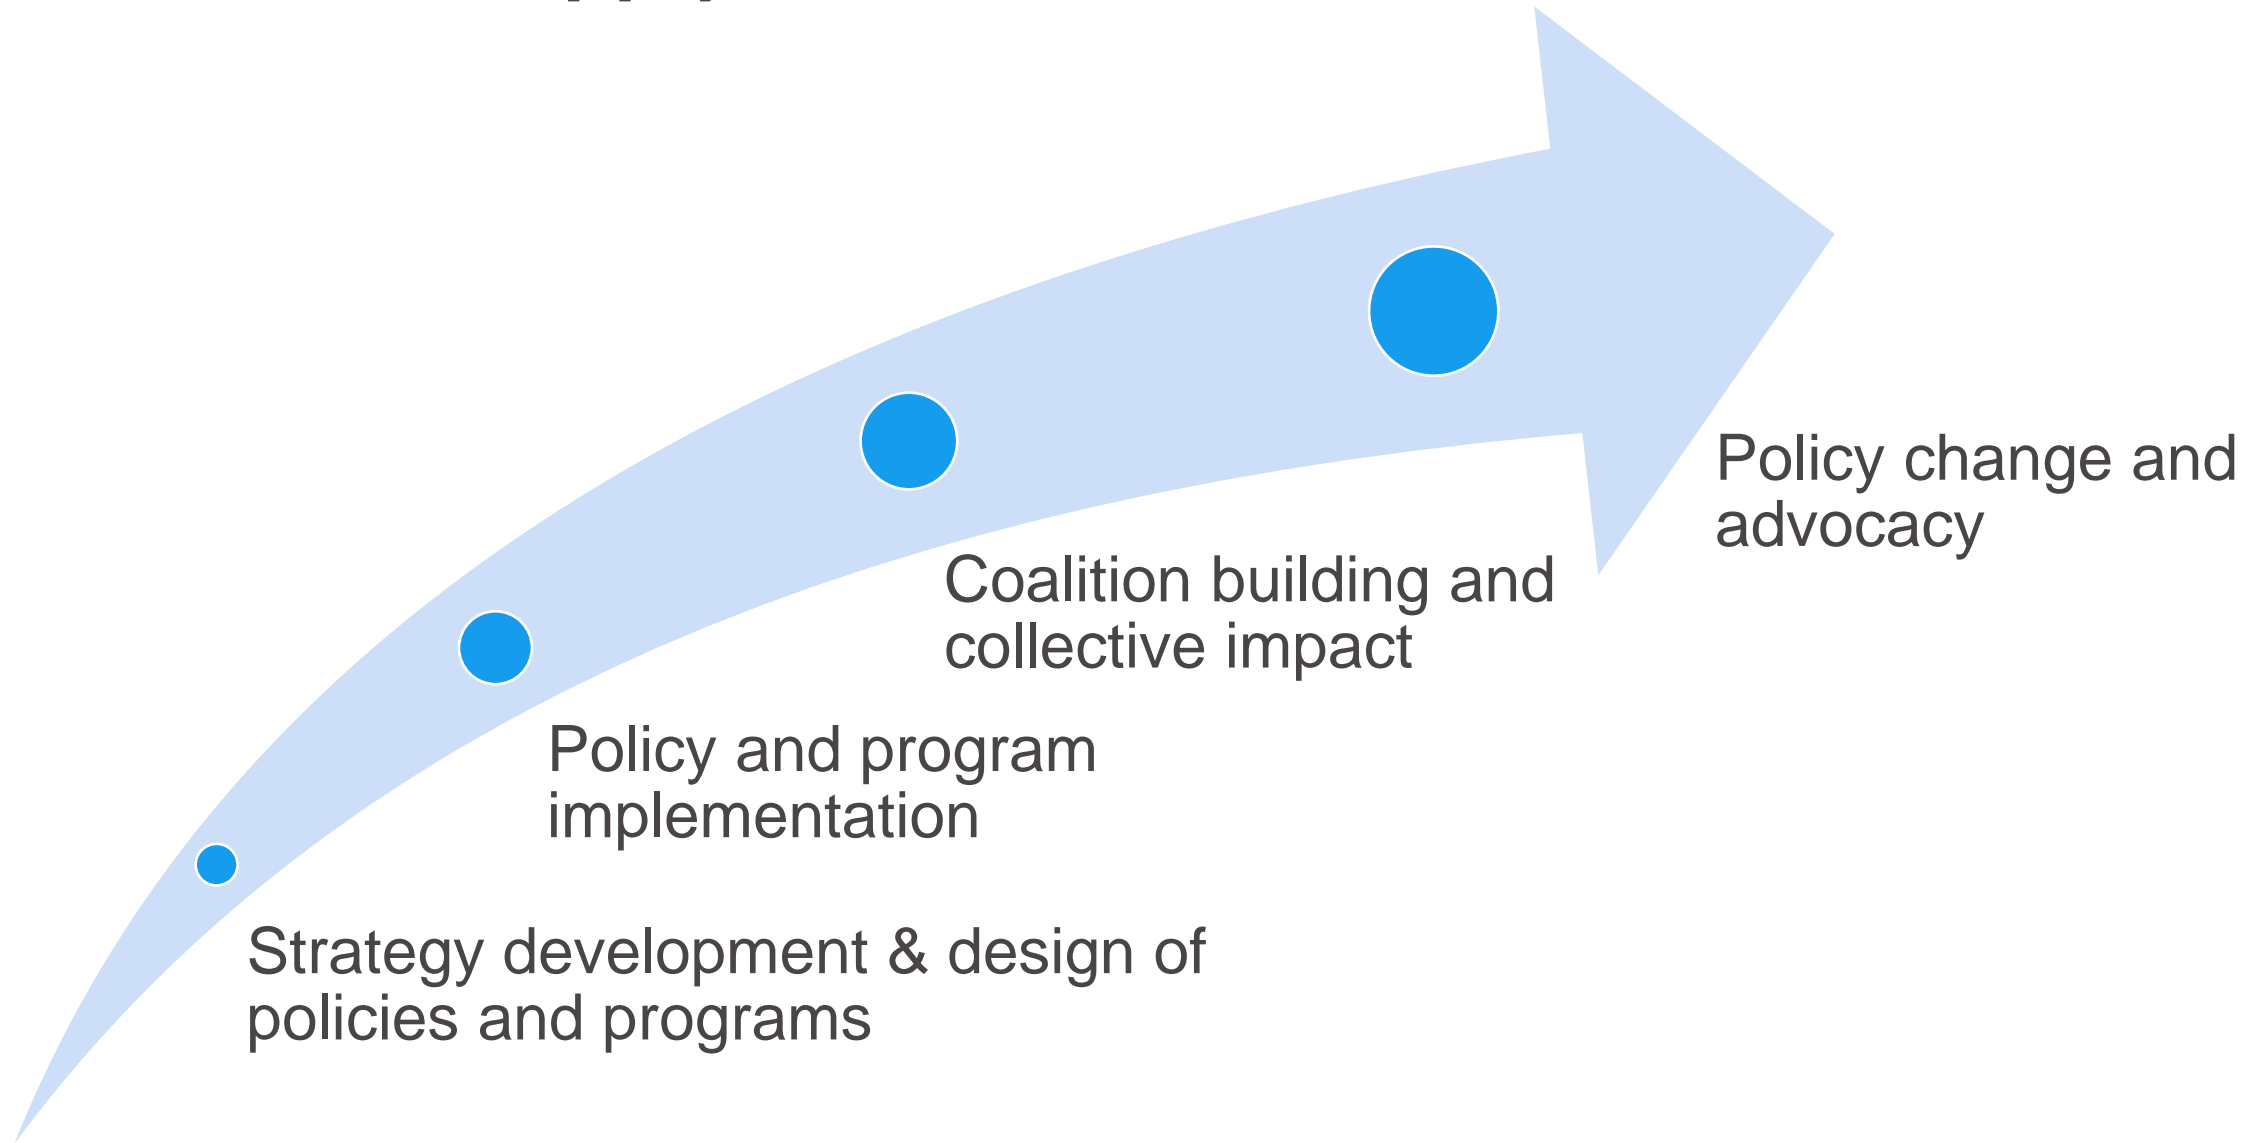 Strategy development & design of
policies and programs
Policy and program
implementation
Coalition building and
collective impact
Policy change and
advocacy